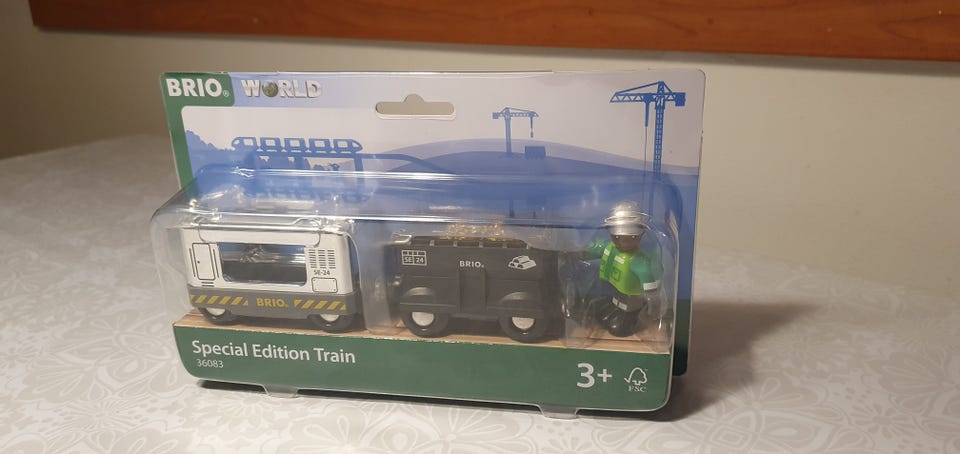 BRIO® WORLD
SE-24
BRIO®
SE 24
BRIO®
Special Edition Train
36083
3+
FSC